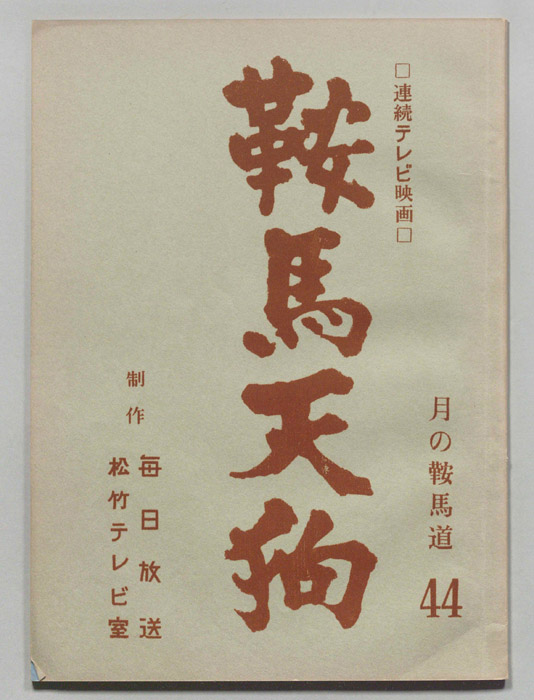 □連続テレビ映画□
鞍馬天狗
月の鞍馬道
44
制作
毎日放送
松竹テレビ室